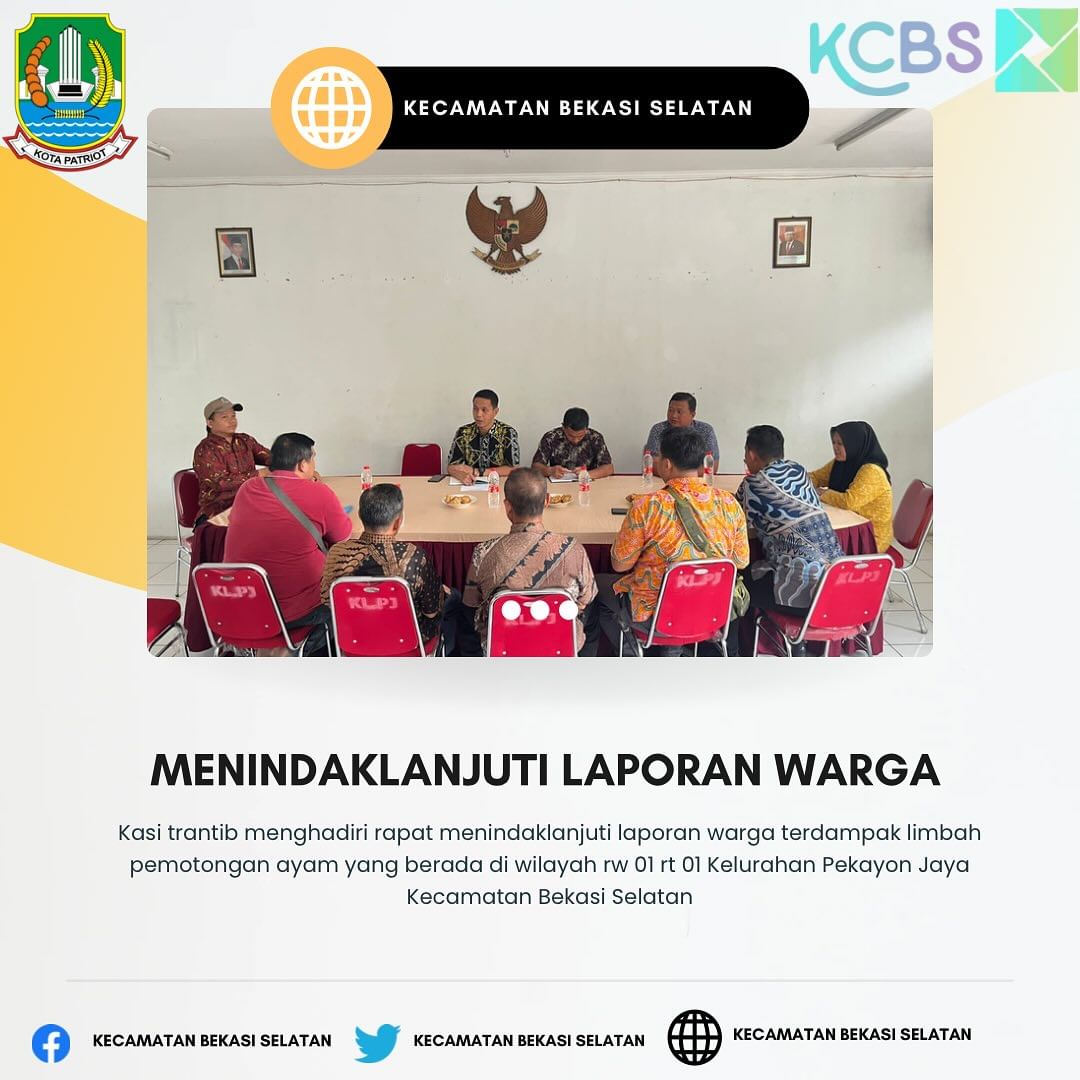 KOTA PATRIOT
KCBS
KECAMATAN BEKASI SELATAN
KLPJ
KLPJ
KLPJ
KLPJ
MENINDAKLANJUTI LAPORAN WARGA
Kasi trantib menghadiri rapat menindaklanjuti laporan warga terdampak limbah
pemotongan ayam yang berada di wilayah rw 01 rt 01 Kelurahan Pekayon Jaya
Kecamatan Bekasi Selatan
KECAMATAN BEKASI SELATAN
KECAMATAN BEKASI SELATAN
KECAMATAN BEKASI SELATAN